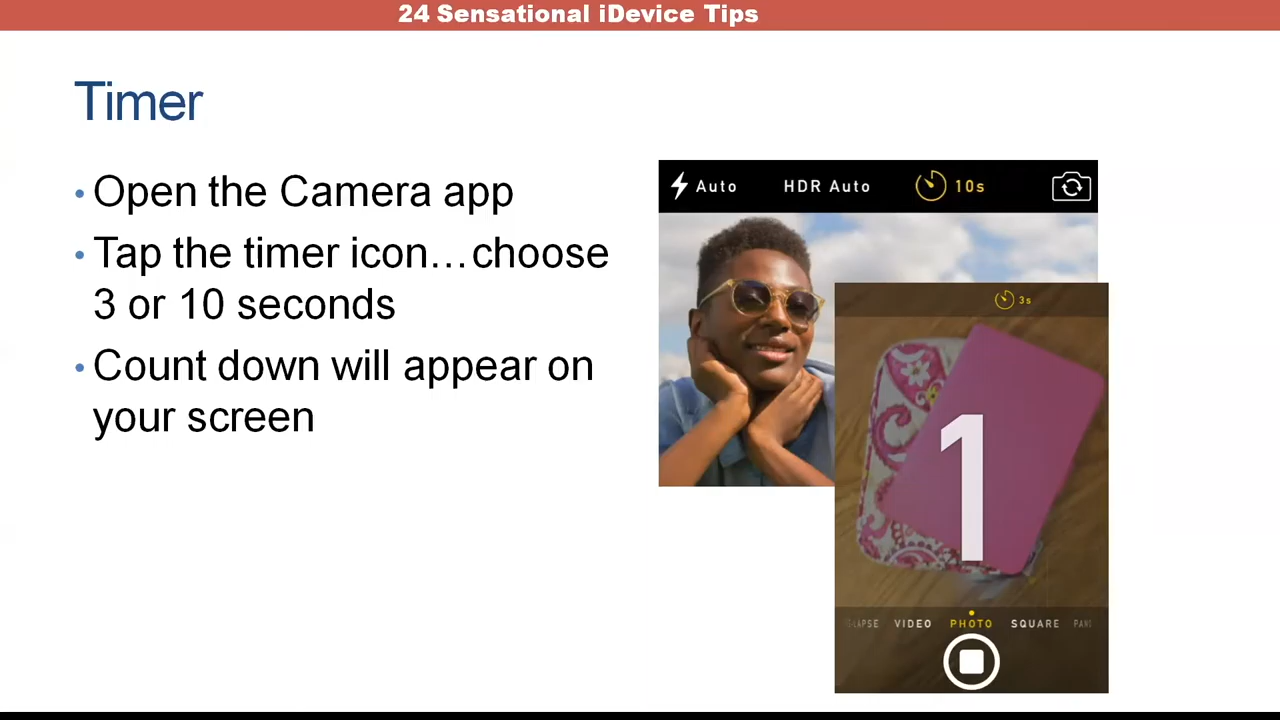 24 Sensational iDevice Tips
Timer
• Open the Camera app
• Tap the timer icon…choose
3 or 10 seconds
• Count down will appear on
your screen
Auto HDR Auto 10s
3s
1
VIDEO PHOTO SQUARE